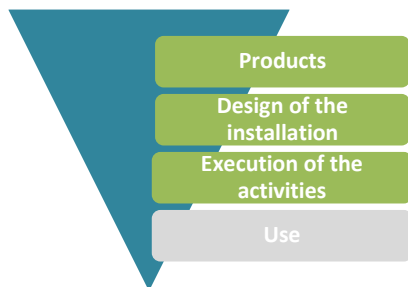 Products
Design of the
installation
Execution of the
activities
Use